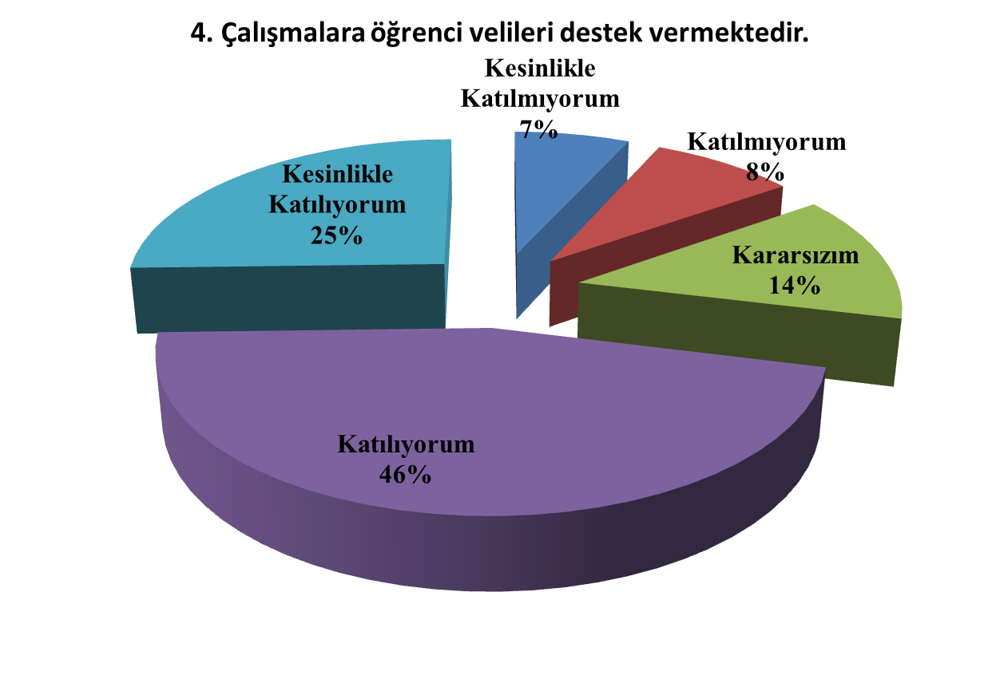 4. Çalışmalara öğrenci velileri destek vermektedir.
Kesinlikle
Katılmıyorum
7%
Katılmıyorum
8%
Kararsızım
14%
Katılıyorum
46%
Kesinlikle
Katılıyorum
25%